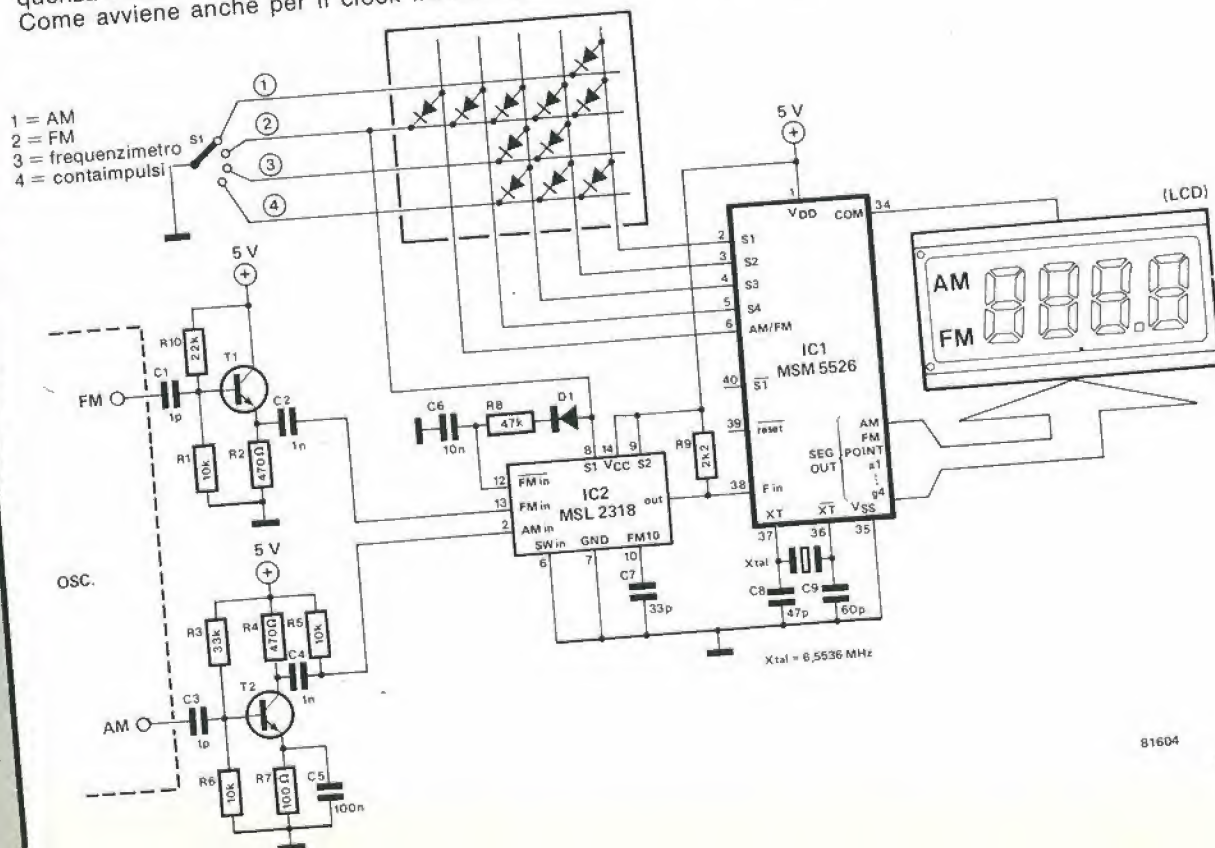 Come avviene anche per il clock
1
1 = AM
2 = FM
3 = frequenzimetro
4 = contaimpulsi
S1
2
3
4
5 V
5 V
1
VDD
COM
34
(LCD)
2
S1
3
S2
4
S3
5
S4
6
AM/FM
AM
FM
IC1
MSM 5526
40
S1
39
reset
AM
FM
SEG
OUT
POINT
a1
g4
38
F in
XT
XT
VSS
37
36
35
R10
22k
T1
C1
1p
FM
C2
1n
R1
10k
R2
470Ω
C6
10n
R8
47k
D1
R9
2k2
8
14
9
S1
VCC
S2
12
FM in
13
FM in
2
AM in
IC2
MSL 2318
out
SW in
GND
FM10
6
7
10
C7
33p
Xtal
C8
47p
C9
60p
Xtal = 6,5536 MHz
OSC.
5 V
R3
33k
R4
470Ω
R5
10k
C4
1n
T2
C3
1p
AM
R6
10k
R7
100Ω
C5
100n
81604